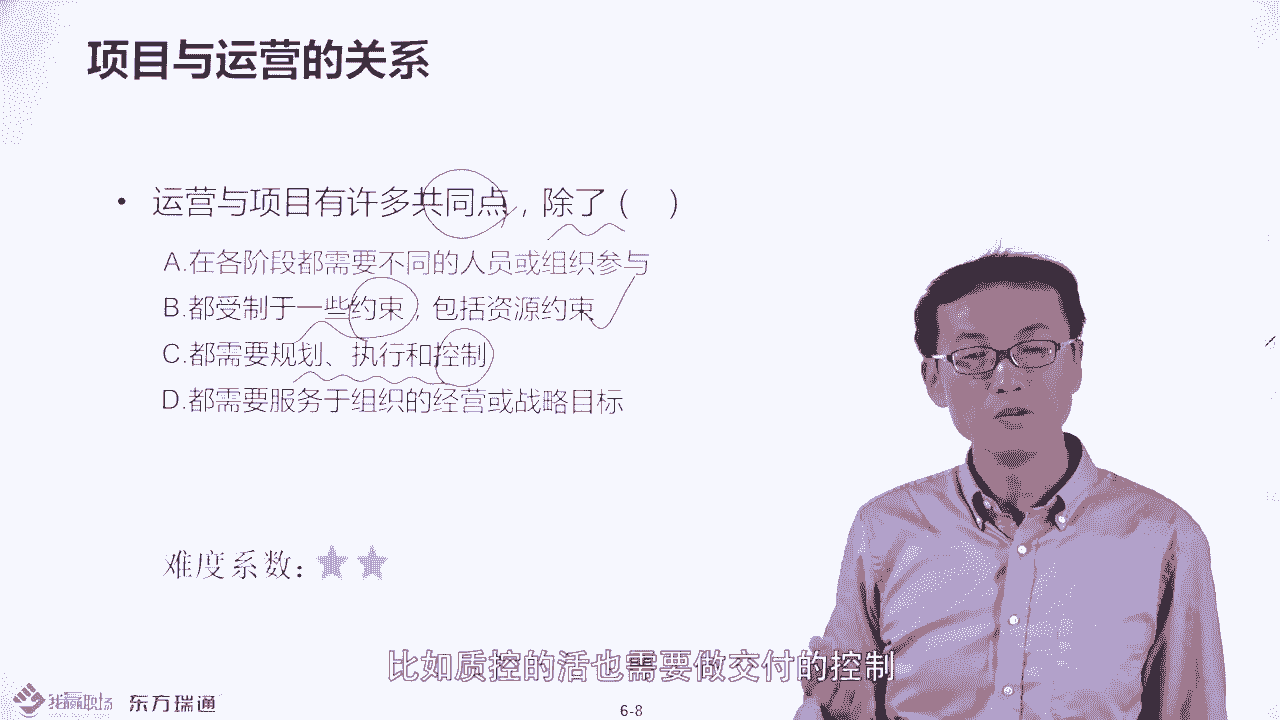 项目与运营的关系
• 运营与项目有许多共同点，除了（ ）
A.在各阶段都需要不同的人员或组织参与
B.都受制于一些约束，包括资源约束
C.都需要规划、执行和控制
D.都需要服务于组织的经营或战略目标
难度系数：
比如质控的活也需要做交付的控制
我赢职场 东方瑞通
6-8